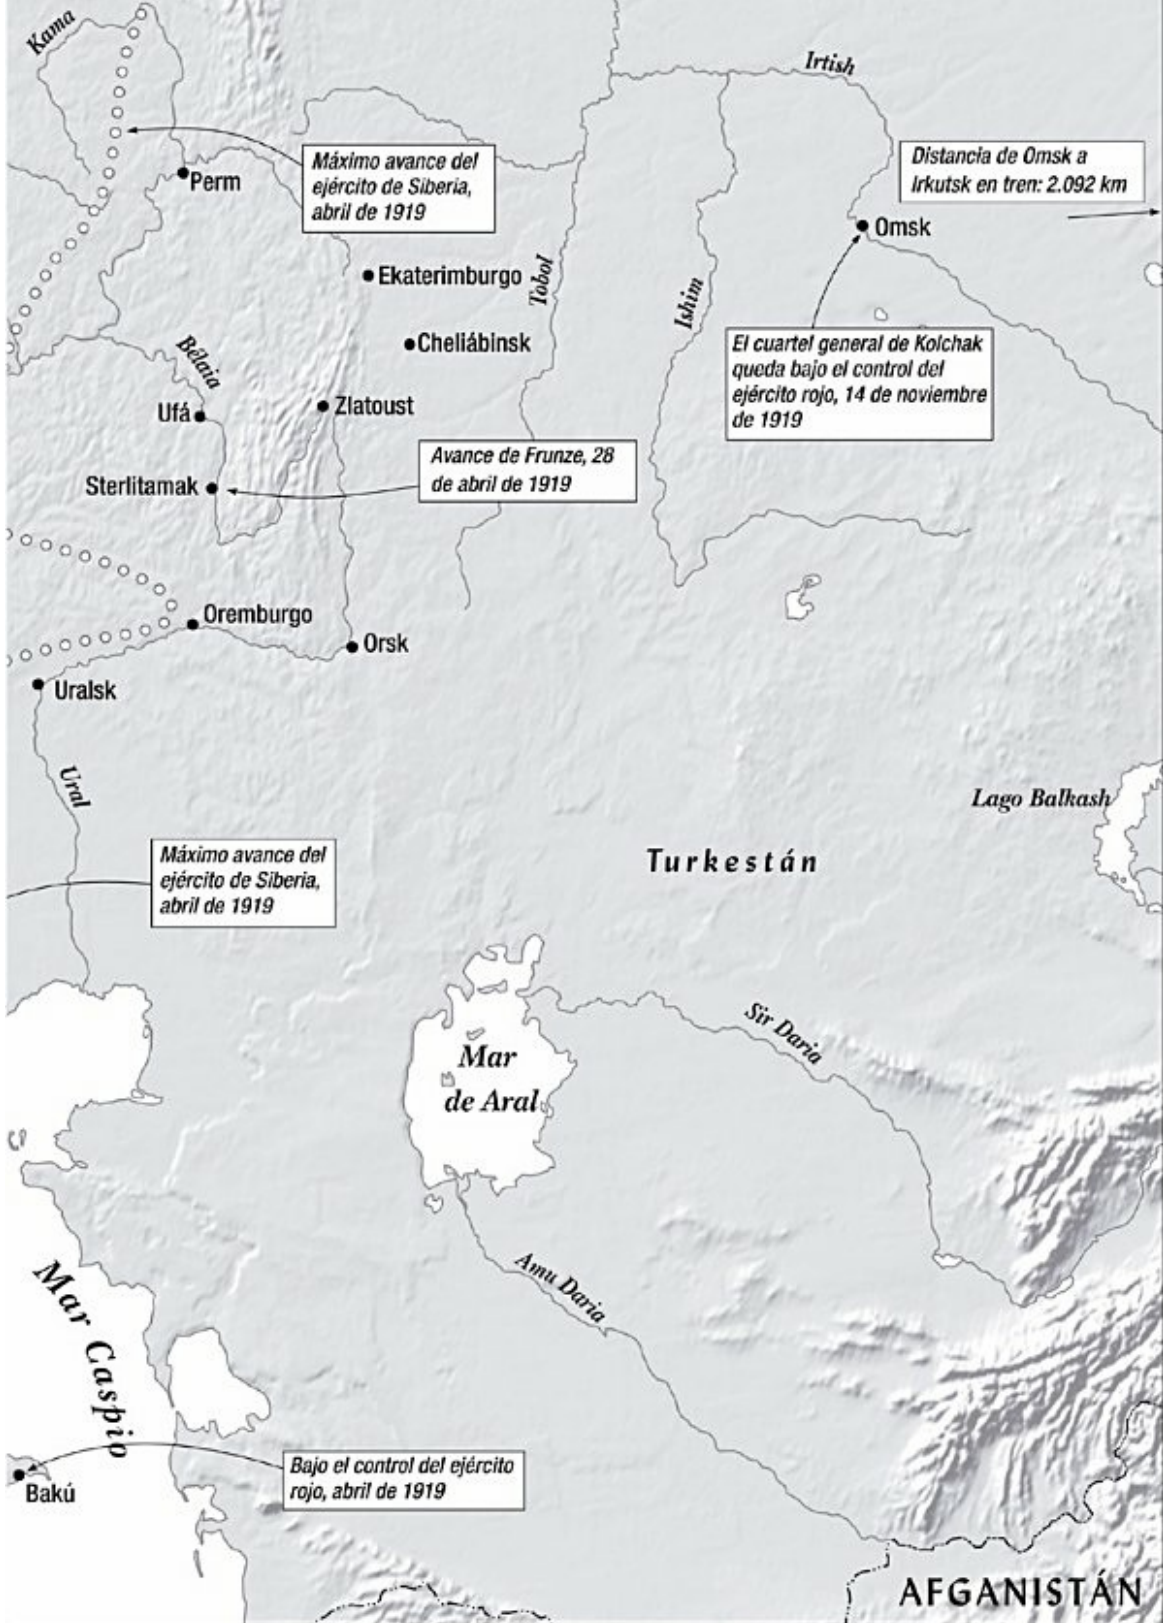 Kama
Irtish
Máximo avance del
ejército de Siberia,
abril de 1919
Distancia de Omsk a
Irkutsk en tren: 2.092 km
Perm
Omsk
Ekaterimburgo
Tobol
Ishim
Cheliábinsk
El cuartel general de Kolchak
queda bajo el control del
ejército rojo, 14 de noviembre
de 1919
Bélaia
Ufá
Zlatoust
Avance de Frunze, 28
de abril de 1919
Sterlitamak
Oremburgo
Orsk
Uralsk
Ural
Lago Balkash
Turkestán
Máximo avance del
ejército de Siberia,
abril de 1919
Sir Daria
Mar
de Aral
Amu Daria
Mar Caspio
Bajo el control del ejército
rojo, abril de 1919
Bakú
AFGANISTÁN